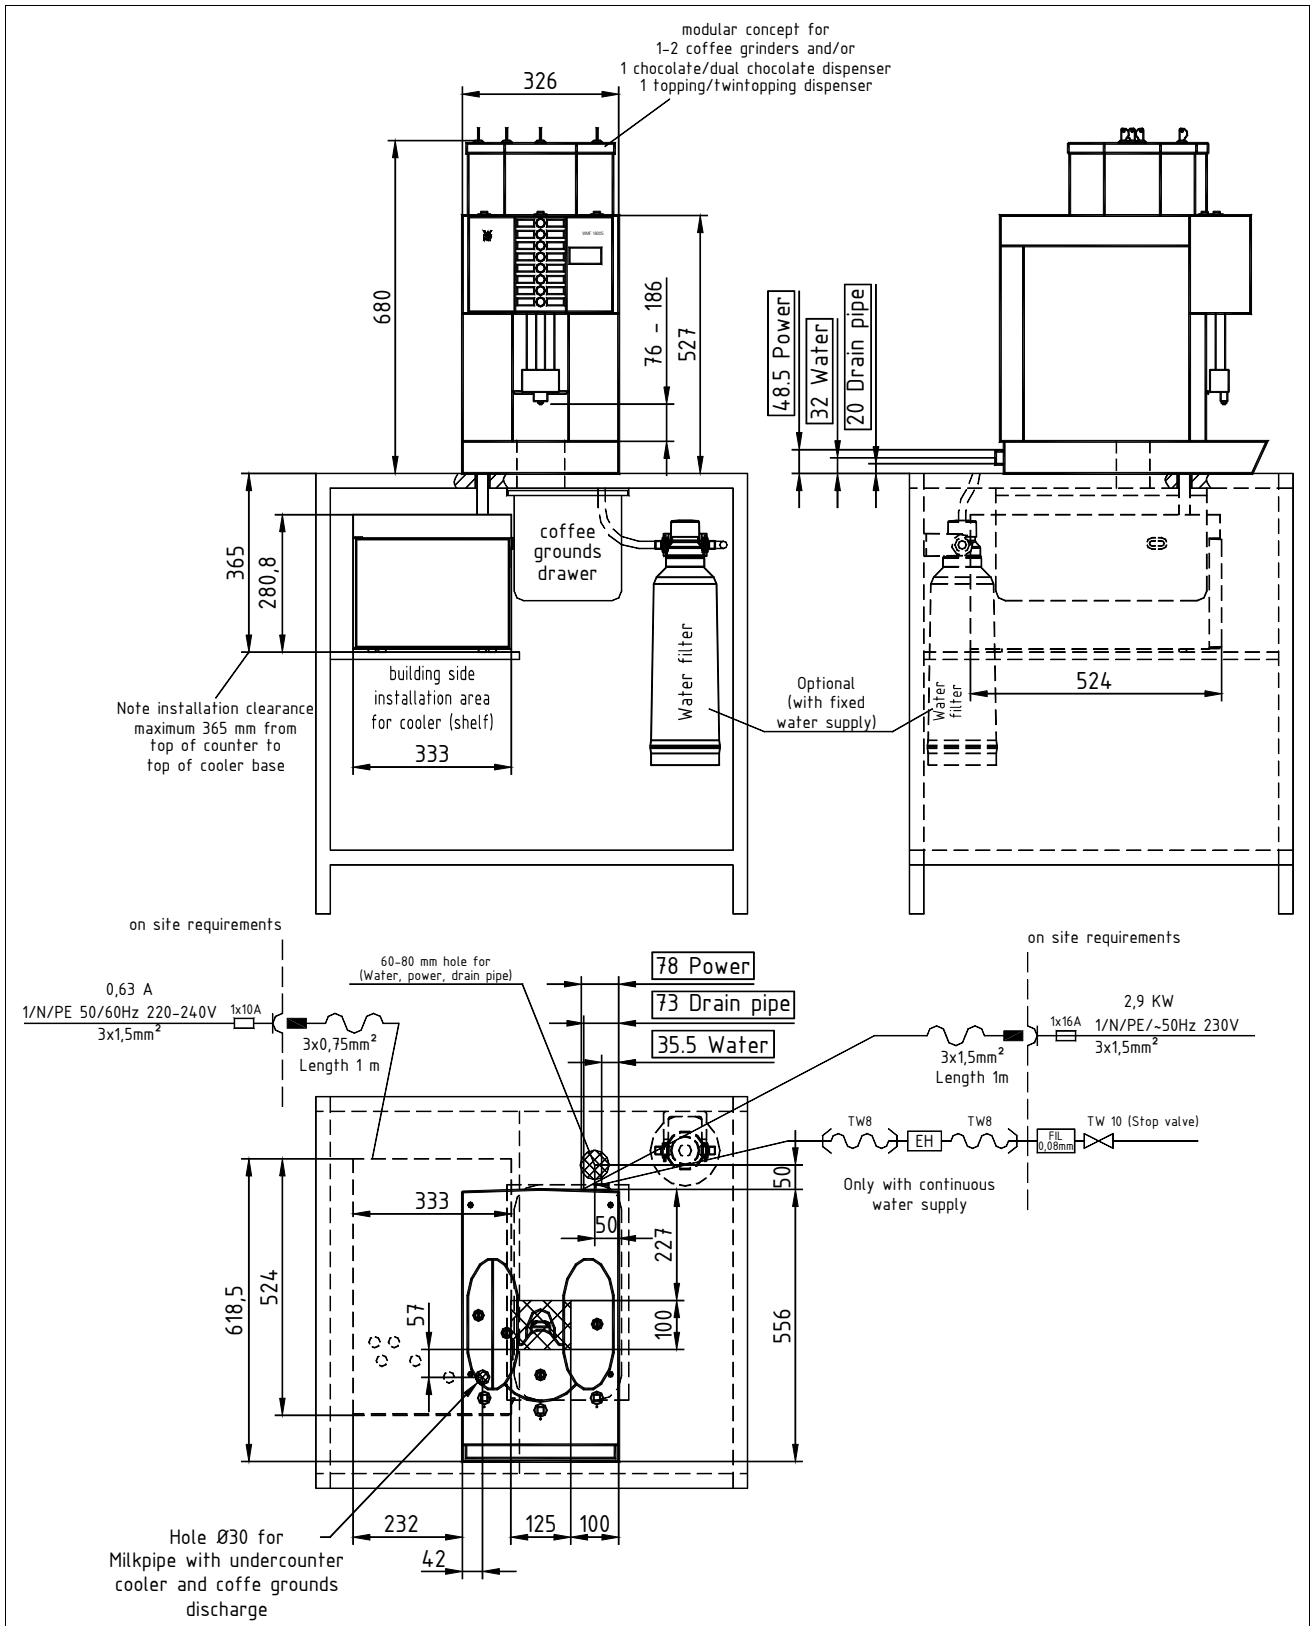 modular concept for
1-2 coffee grinders and/or
1 chocolate/dual chocolate dispenser
1 topping/twintopping dispenser
326
680
76 - 186
527
48.5 Power
32 Water
20 Drain pipe
365
280,8
coffee
grounds
drawer
Water filter
building side
installation area
for cooler (shelf)
333
Note installation clearance
maximum 365 mm from
top of counter to
top of cooler base
Optional
(with fixed
water supply)
Water
filter
524
on site requirements
0,63 A
1/N/PE 50/60Hz 220-240V
3x1,5mm²
1x10A
3x0,75mm²
Length 1 m
60-80 mm hole for
(Water, power, drain pipe)
78 Power
73 Drain pipe
35.5 Water
on site requirements
2,9 KW
1x16A
1/N/PE/~50Hz 230V
3x1,5mm²
3x1,5mm²
Length 1m
TW8
EH
TW8
FIL
0,08mm
TW 10 (Stop valve)
Only with continuous
water supply
50
333
50
227
618,5
524
57
100
556
232
125
100
42
Hole Ø30 for
Milkpipe with undercounter
cooler and coffe grounds
discharge